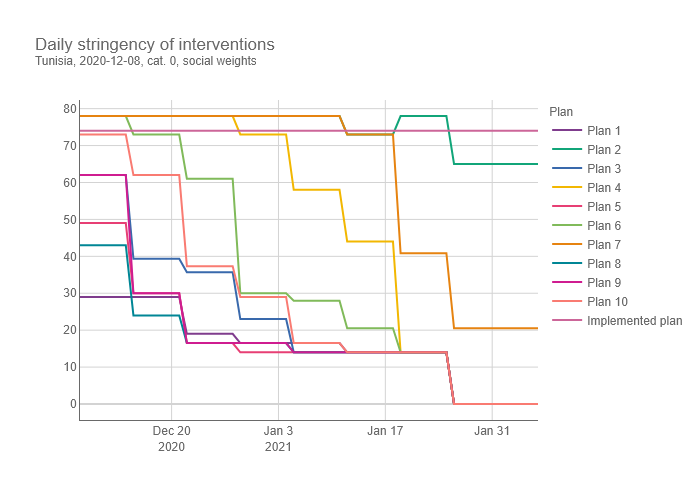 Daily stringency of interventions
Tunisia, 2020-12-08, cat. 0, social weights
80
70
60
50
40
30
20
10
0
Dec 20
2020
Jan 3
2021
Jan 17
Jan 31
Plan
Plan 1
Plan 2
Plan 3
Plan 4
Plan 5
Plan 6
Plan 7
Plan 8
Plan 9
Plan 10
Implemented plan